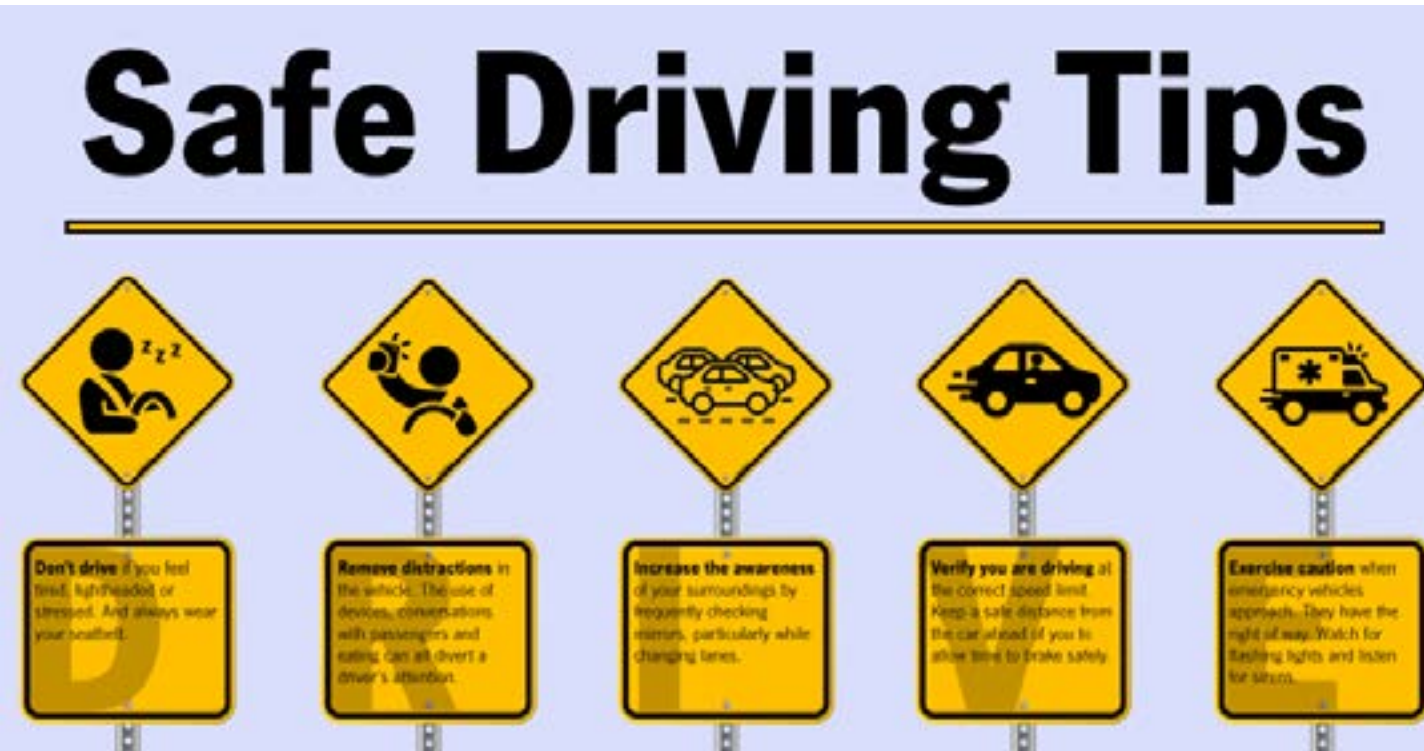 Safe Driving Tips
z z z
Don't drive if you feel
tired, lightheaded or
stressed. And always wear
your seatbelt.
D
Remove distractions in
the vehicle. The use of
devices, conversations
with passengers and
eating can all divert a
driver's attention.
R
Increase the awareness
of your surroundings by
frequently checking
mirrors, particularly while
changing lanes.
I
Verify you are driving at
the correct speed limit.
Keep a safe distance from
the car ahead of you to
allow time to brake safely.
V
Exercise caution when
emergency vehicles
approach. They have the
right of way. Watch for
flashing lights and listen
for sirens.
E